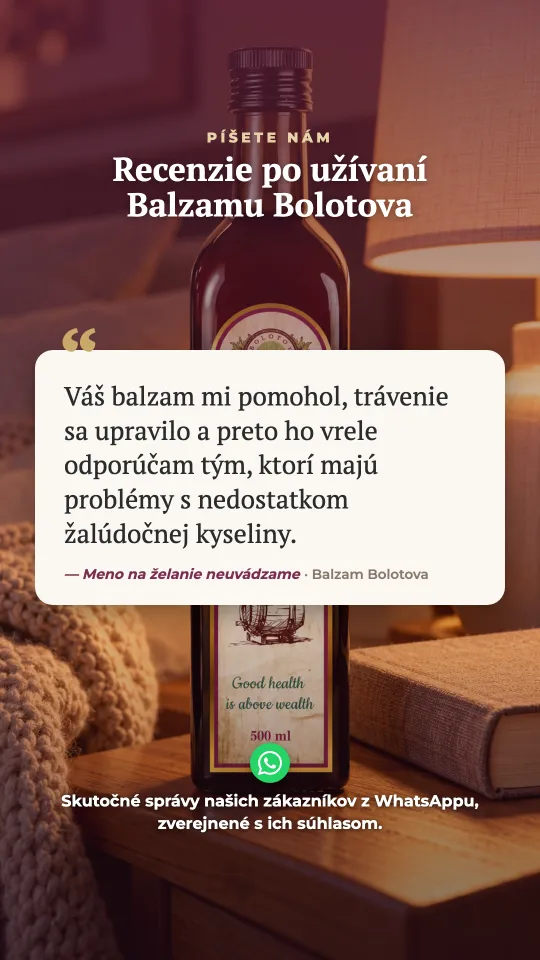 PÍŠETE NÁM
Recenzie po užívaní
Balzamu Bolotova
BOLOTOV
“
Váš balzam mi pomohol, trávenie
sa upravilo a preto ho vrele
odporúčam tým, ktorí majú
problémy s nedostatkom
žalúdočnej kyseliny.
— Meno na želanie neuvádzame · Balzam Bolotova
Good health
is above wealth
500 ml
Skutočné správy našich zákazníkov z WhatsAppu,
zverejnené s ich súhlasom.